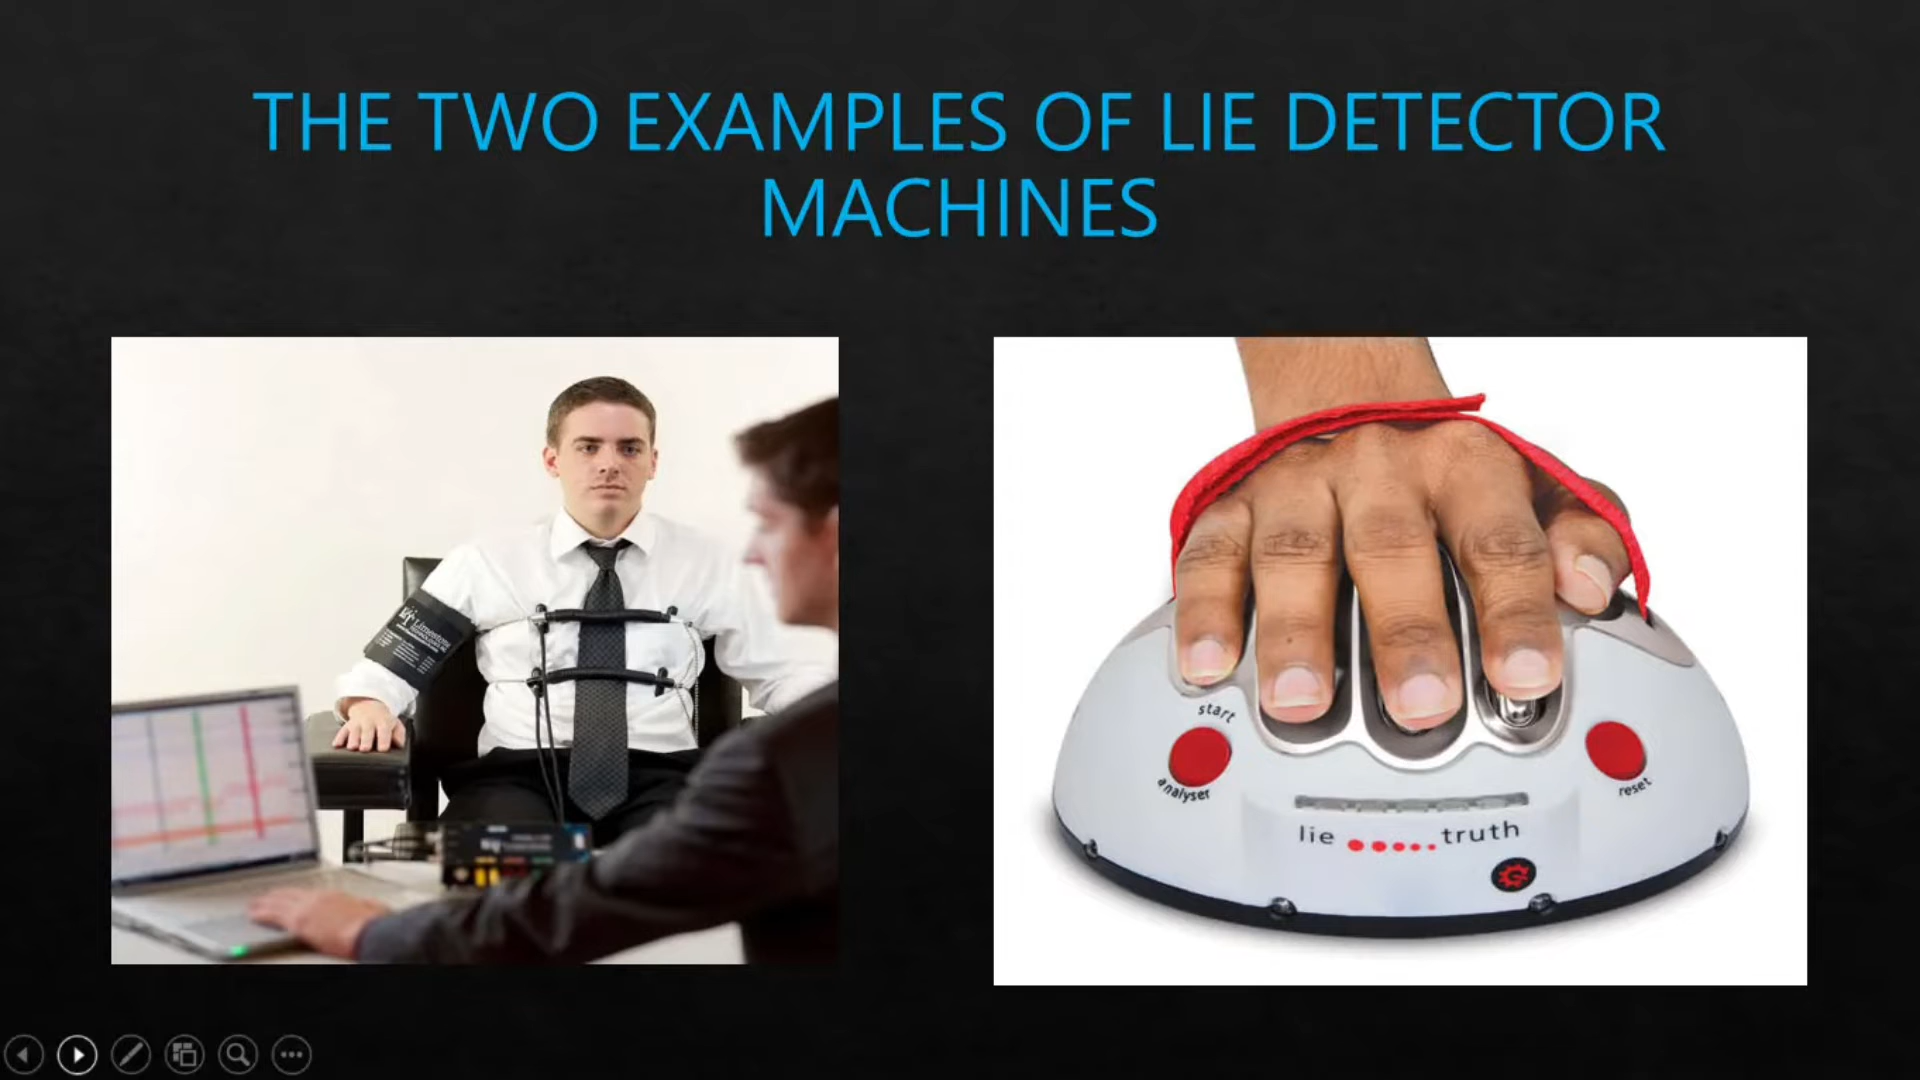 THE TWO EXAMPLES OF LIE DETECTOR
MACHINES
start
analyser
reset
lie
truth